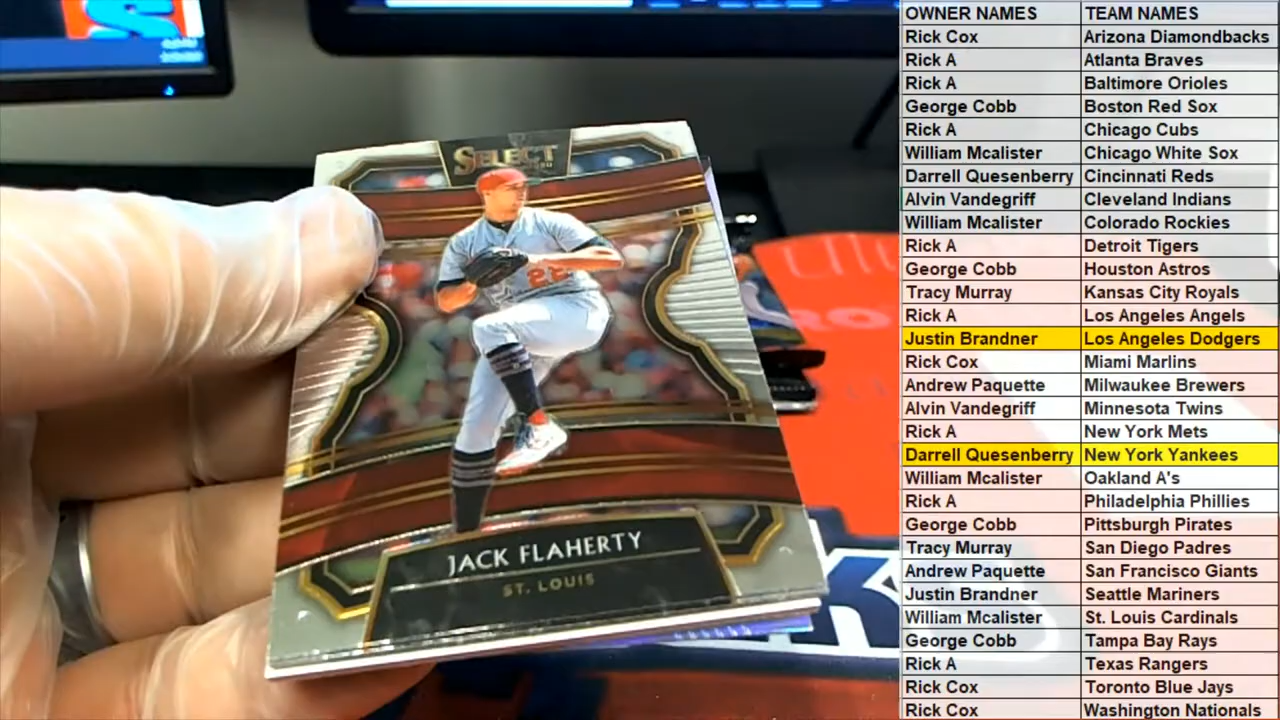 SELECT
22
JACK FLAHERTY
ST. LOUIS
OWNER NAMES TEAM NAMES
Rick Cox Arizona Diamondbacks
Rick A Atlanta Braves
Rick A Baltimore Orioles
George Cobb Boston Red Sox
Rick A Chicago Cubs
William Mcalister Chicago White Sox
Darrell Quesenberry Cincinnati Reds
Alvin Vandegriff Cleveland Indians
William Mcalister Colorado Rockies
Rick A Detroit Tigers
George Cobb Houston Astros
Tracy Murray Kansas City Royals
Rick A Los Angeles Angels
Justin Brandner Los Angeles Dodgers
Rick Cox Miami Marlins
Andrew Paquette Milwaukee Brewers
Alvin Vandegriff Minnesota Twins
Rick A New York Mets
Darrell Quesenberry New York Yankees
William Mcalister Oakland A's
Rick A Philadelphia Phillies
George Cobb Pittsburgh Pirates
Tracy Murray San Diego Padres
Andrew Paquette San Francisco Giants
Justin Brandner Seattle Mariners
William Mcalister St. Louis Cardinals
George Cobb Tampa Bay Rays
Rick A Texas Rangers
Rick Cox Toronto Blue Jays
Rick Cox Washington Nationals